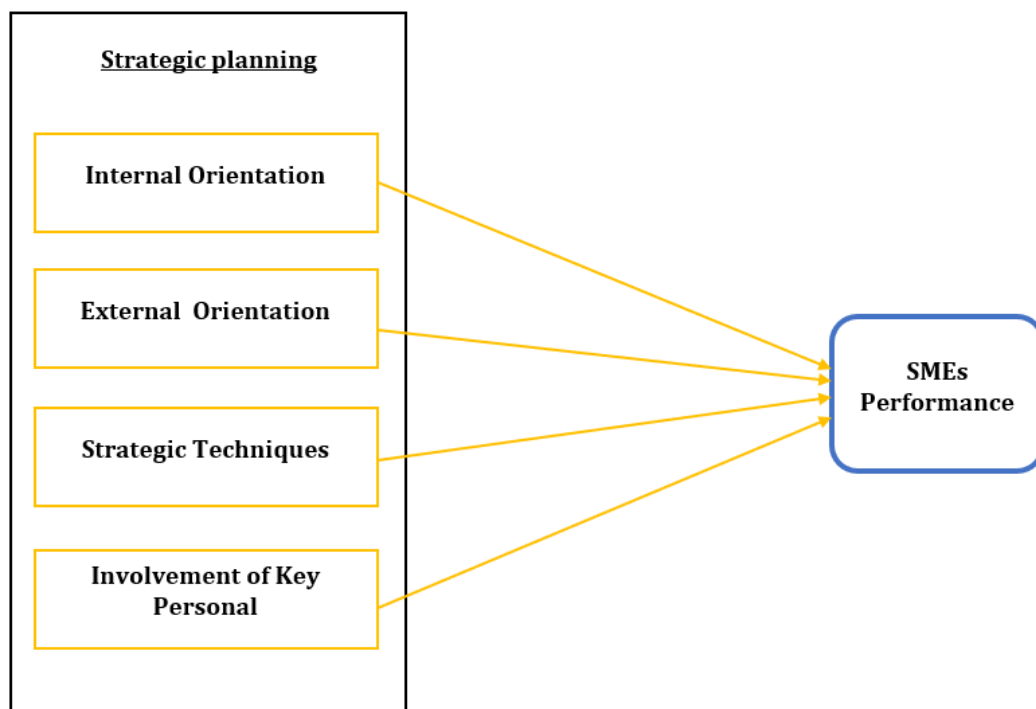 Strategic planning
Internal Orientation
External  Orientation
Strategic Techniques
Involvement of Key
Personal
SMEs
Performance